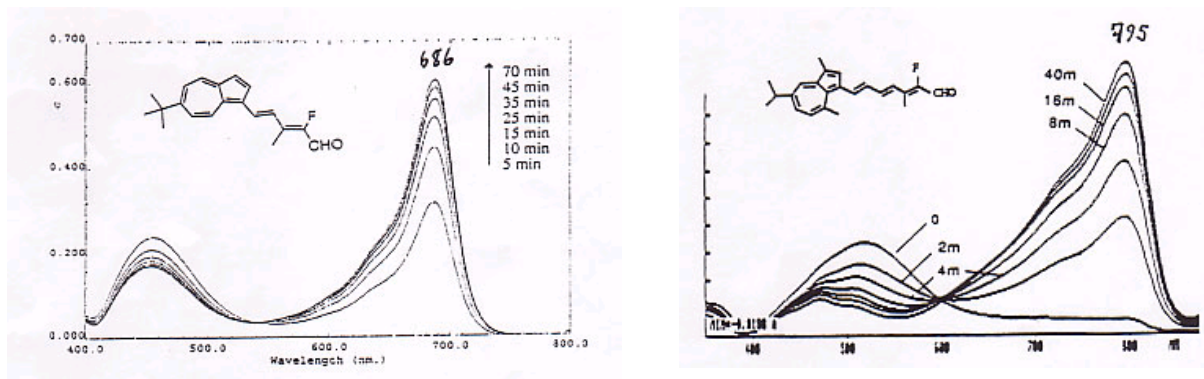 0.700
686
0.600
70 min
45 min
35 min
25 min
15 min
10 min
5 min
F
CHO
0.400
0.200
0.000
400.0 500.0 600.0 700.0 800.0
Wavelength (nm.)
795
40m
16m
8m
F
CHO
0
2m
4m
400 500 600 700 800